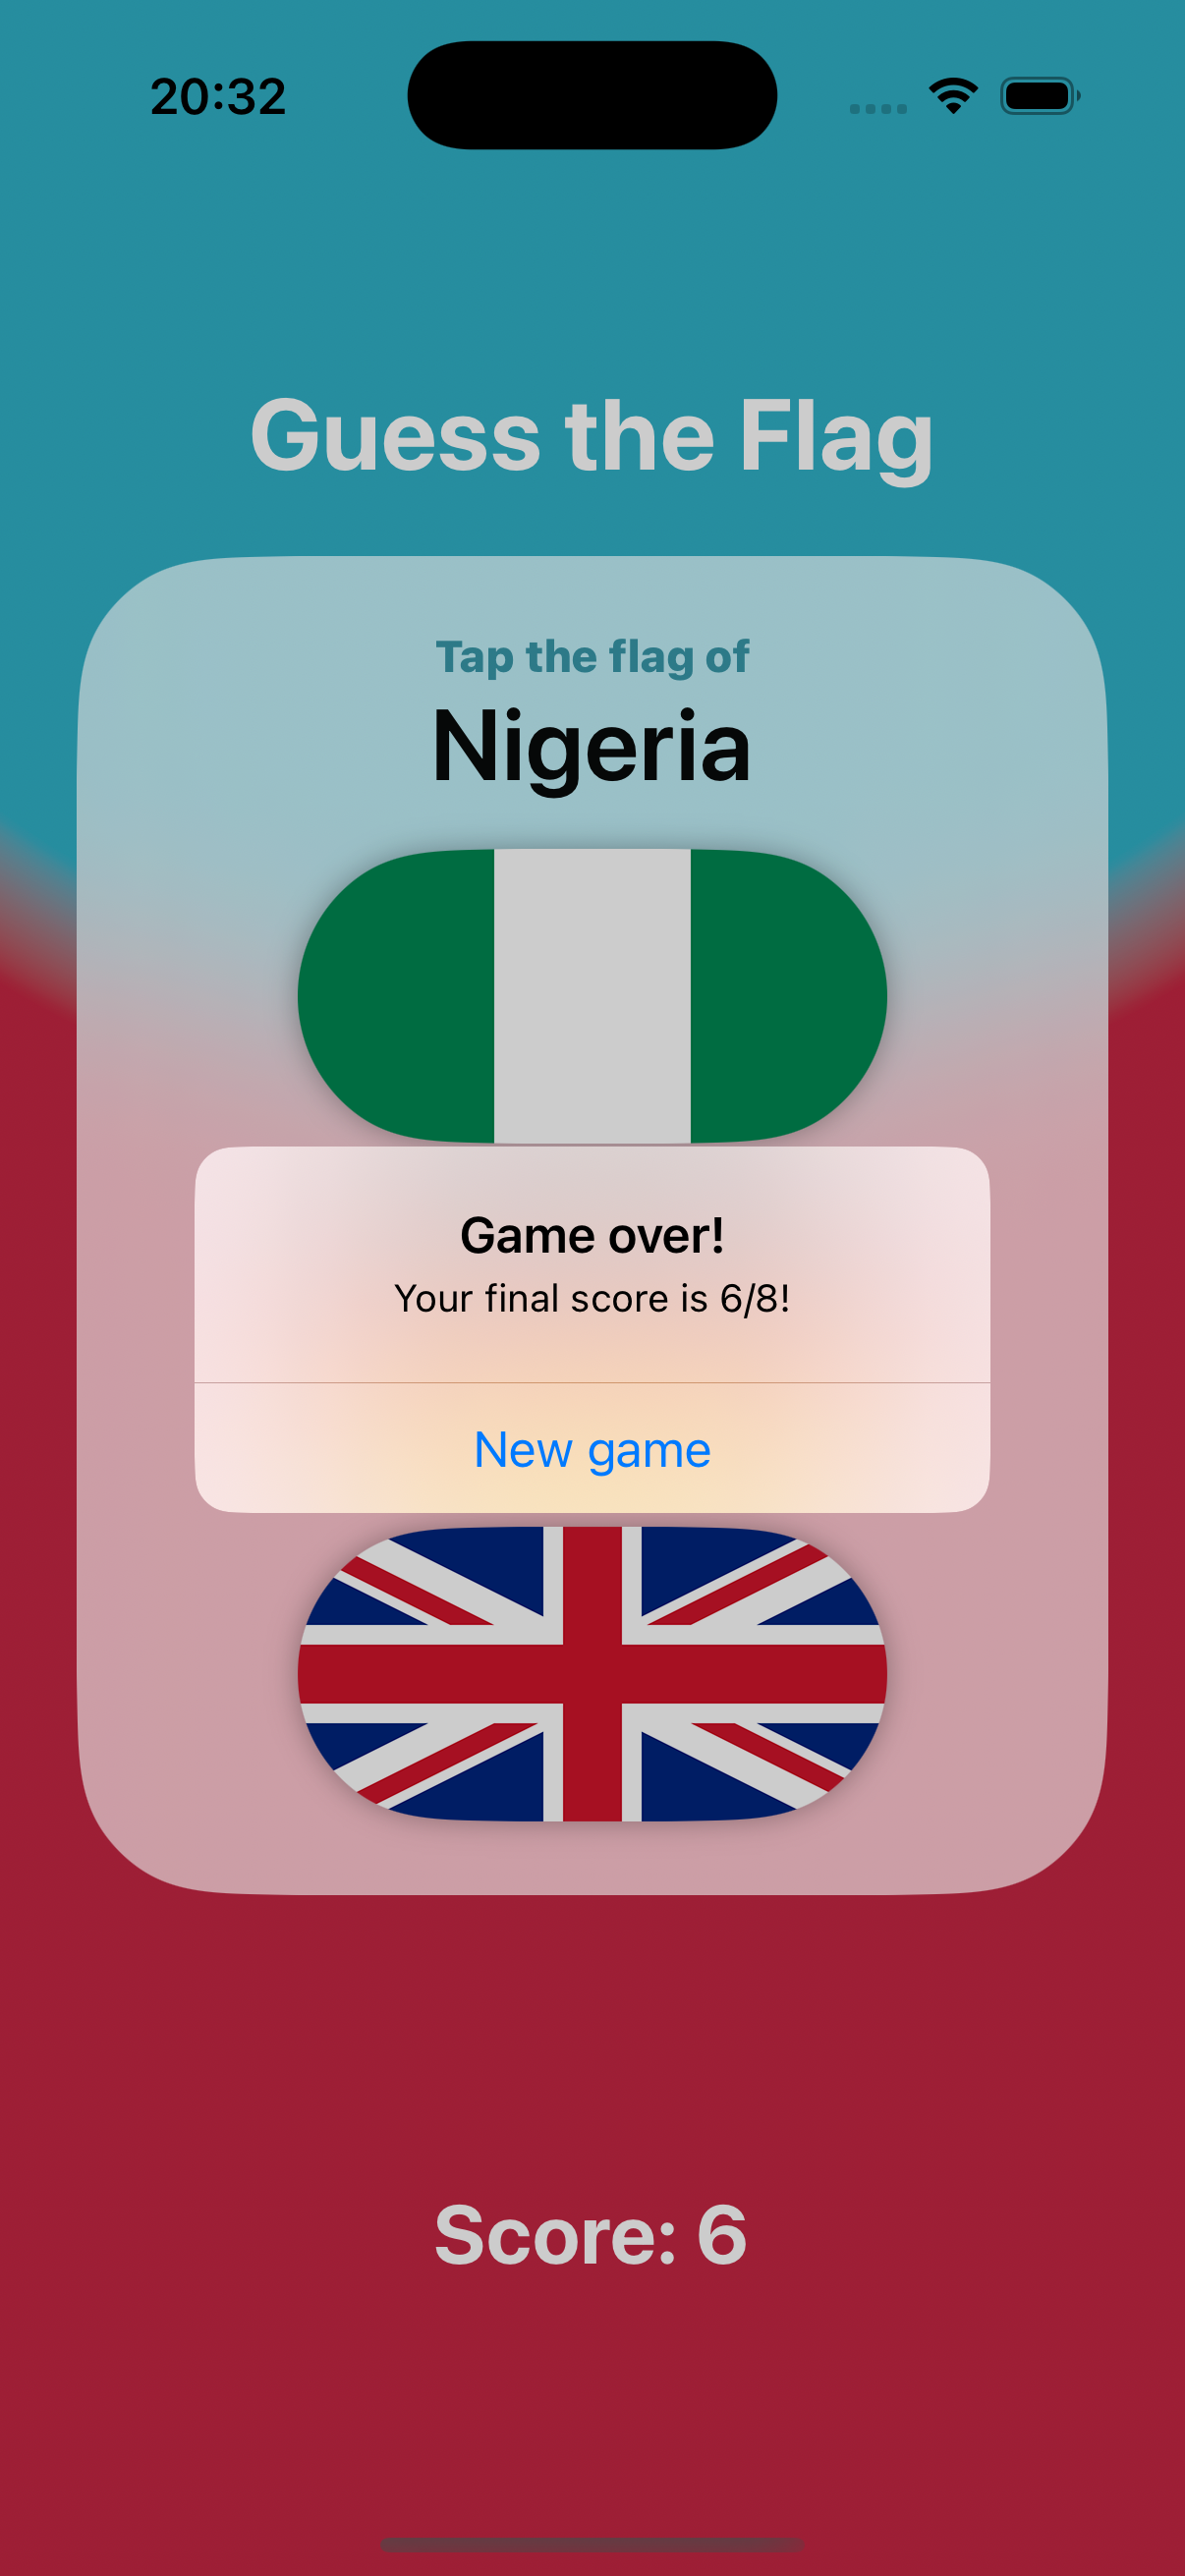 20:32
Guess the Flag
Tap the flag of
Nigeria
Game over!
Your final score is 6/8!
New game
Score: 6